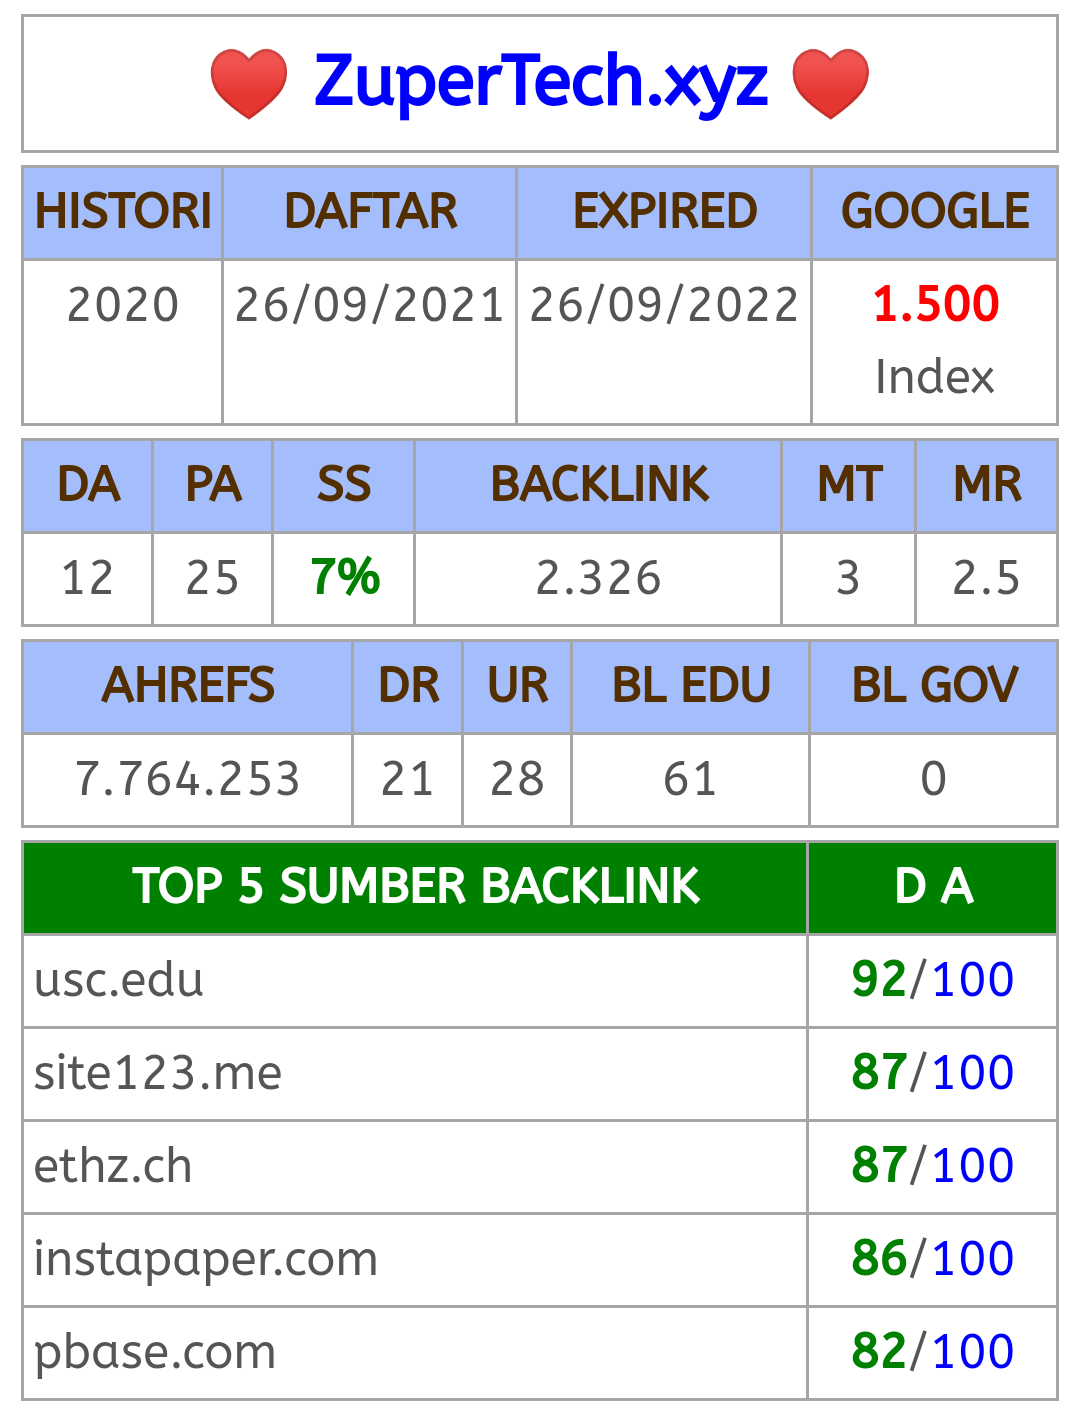 ZuperTech.xyz
HISTORI DAFTAR EXPIRED GOOGLE
2020 26/09/2021 26/09/2022 1.500
Index
DA PA SS BACKLINK MT MR
12 25 7% 2.326 3 2.5
AHREFS DR UR BL EDU BL GOV
7.764.253 21 28 61 0
TOP 5 SUMBER BACKLINK D A
usc.edu 92/100
site123.me 87/100
ethz.ch 87/100
instapaper.com 86/100
pbase.com 82/100